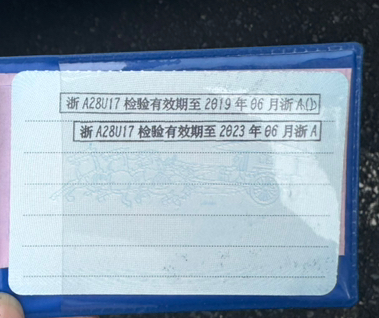 浙 A28U17 检验有效期至 2019 年 06 月浙 A(1)
浙 A28U17 检验有效期至 2023 年 06 月浙 A